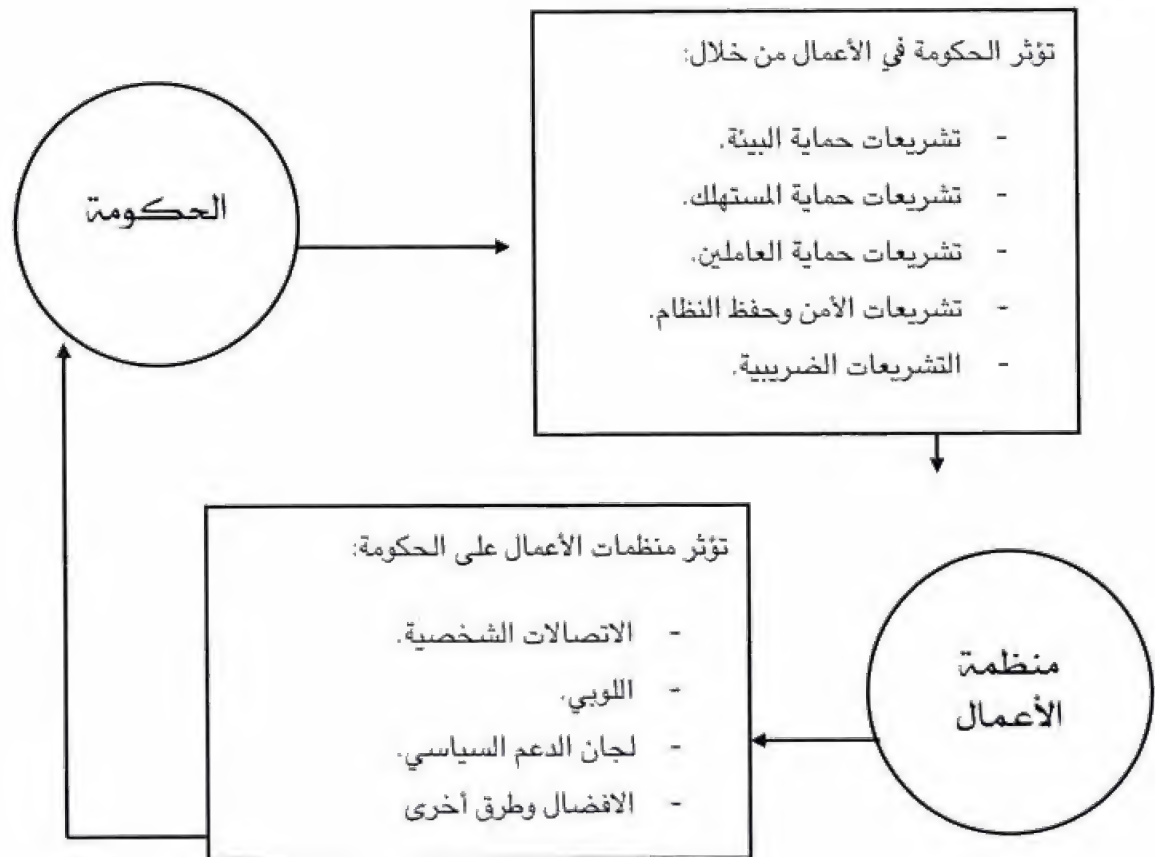 تؤثر الحكومة في الأعمال من خلال:
- تشريعات حماية البيئة.
- تشريعات حماية المستهلك.
- تشريعات حماية العاملين.
- تشريعات الأمن وحفظ النظام.
- التشريعات الضريبية.
الحكومة
منظمة
الأعمال
تؤثر منظمات الأعمال على الحكومة:
- الاتصالات الشخصية.
- اللوبي.
- لجان الدعم السياسي.
- الافضال وطرق أخرى